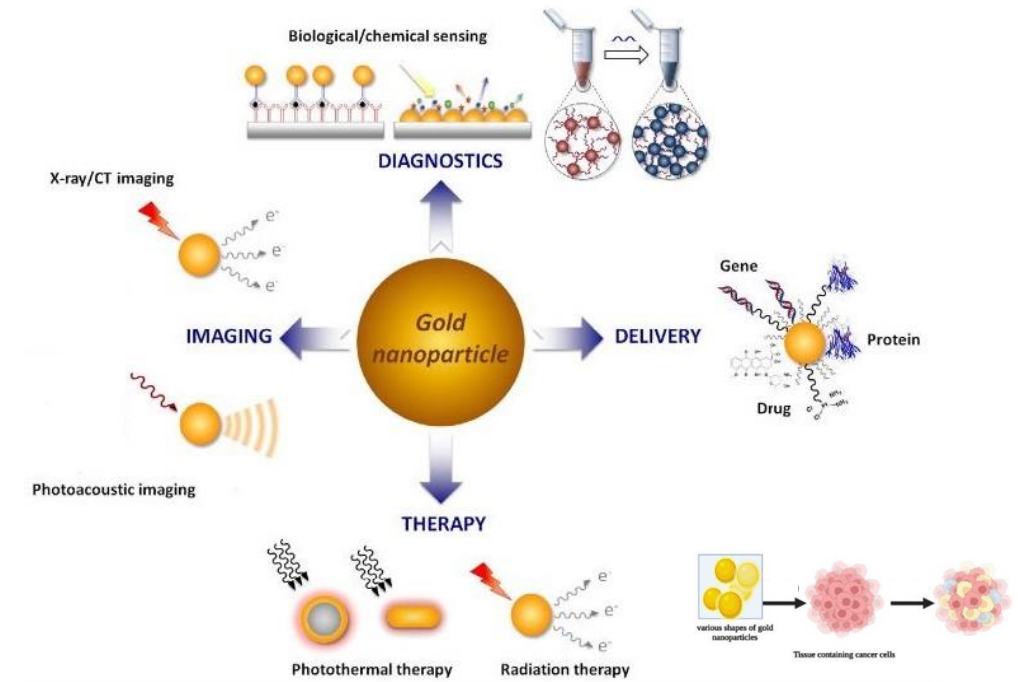 Biological/chemical sensing
DIAGNOSTICS
X-ray/CT imaging
e⁻
e⁻
e⁻
Gene
IMAGING
Gold
nanoparticle
DELIVERY
Protein
Drug
Photoacoustic imaging
THERAPY
e⁻
e⁻
e⁻
Photothermal therapy
Radiation therapy
various shapes of gold
nanoparticles
Tissue containing cancer cells